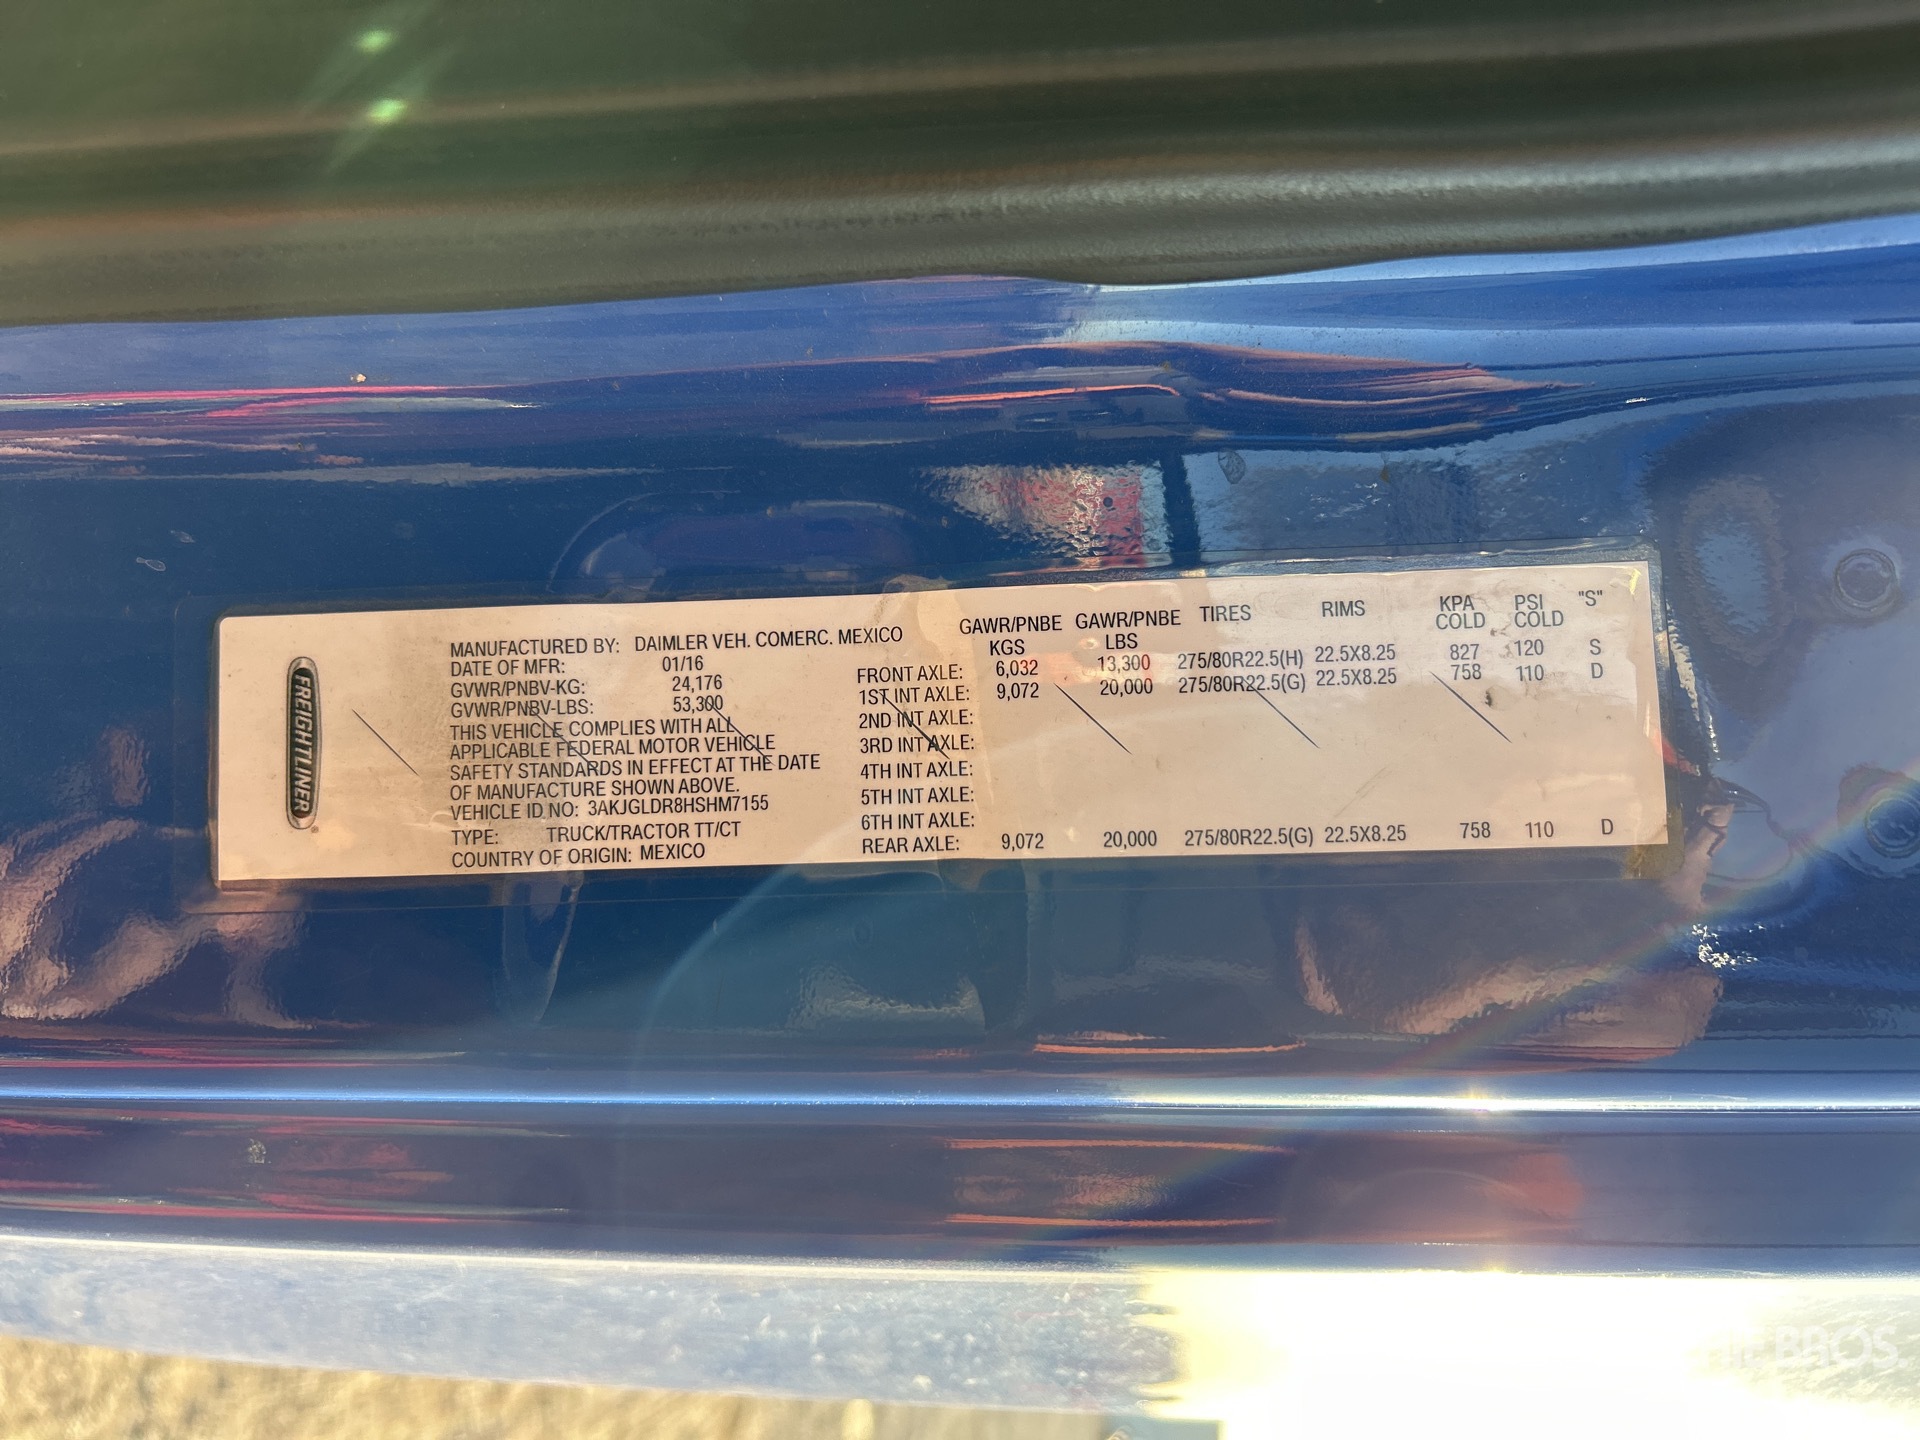 FREIGHTLINER
MANUFACTURED BY: DAIMLER VEH. COMERC. MEXICO
DATE OF MFR: 01/16
GVWR/PNBV-KG: 24,176
GVWR/PNBV-LBS: 53,300
THIS VEHICLE COMPLIES WITH ALL
APPLICABLE FEDERAL MOTOR VEHICLE
SAFETY STANDARDS IN EFFECT AT THE DATE
OF MANUFACTURE SHOWN ABOVE.
VEHICLE ID NO: 3AKJGLDR8HSHM7155
TYPE: TRUCK/TRACTOR TT/CT
COUNTRY OF ORIGIN: MEXICO
GAWR/PNBE GAWR/PNBE TIRES RIMS KPA PSI "S"
KGS LBS COLD COLD
FRONT AXLE: 6,032 13,300 275/80R22.5(H) 22.5X8.25 827 120 S
1ST INT AXLE: 9,072 20,000 275/80R22.5(G) 22.5X8.25 758 110 D
2ND INT AXLE:
3RD INT AXLE:
4TH INT AXLE:
5TH INT AXLE:
6TH INT AXLE:
REAR AXLE: 9,072 20,000 275/80R22.5(G) 22.5X8.25 758 110 D
BROS.